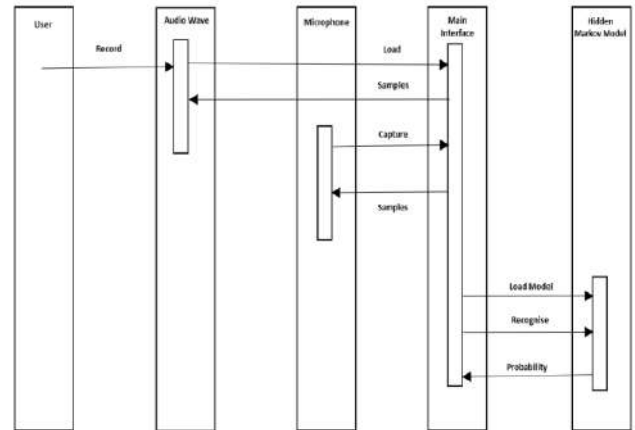 User
Audio Wave
Microphone
Main
Interface
Hidden
Markov Model
Record
Load
Samples
Capture
Samples
Load Model
Recognise
Probability